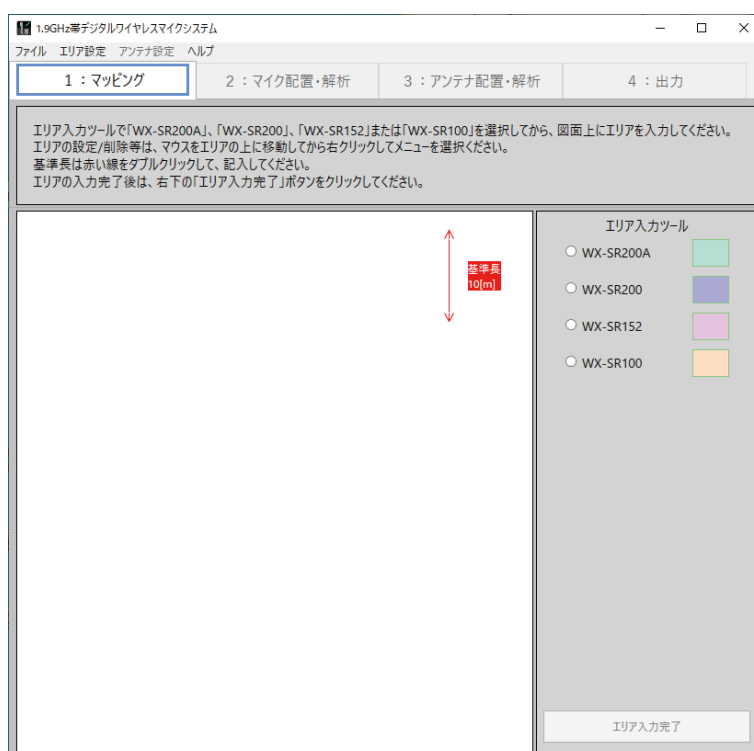 1.9GHz帯デジタルワイヤレスマイクシステム
ファイル エリア設定 アンテナ設定 ヘルプ
1：マッピング 2：マイク配置・解析 3：アンテナ配置・解析 4：出力
エリア入力ツールで「WX-SR200A」、「WX-SR200」、「WX-SR152」または「WX-SR100」を選択してから、図面上にエリアを入力してください。
エリアの設定/削除等は、マウスをエリアの上に移動してから右クリックしてメニューを選択ください。
基準長は赤い線をダブルクリックして、記入してください。
エリアの入力完了後は、右下の「エリア入力完了」ボタンをクリックしてください。
基準長
10[m]
エリア入力ツール
WX-SR200A
WX-SR200
WX-SR152
WX-SR100
エリア入力完了